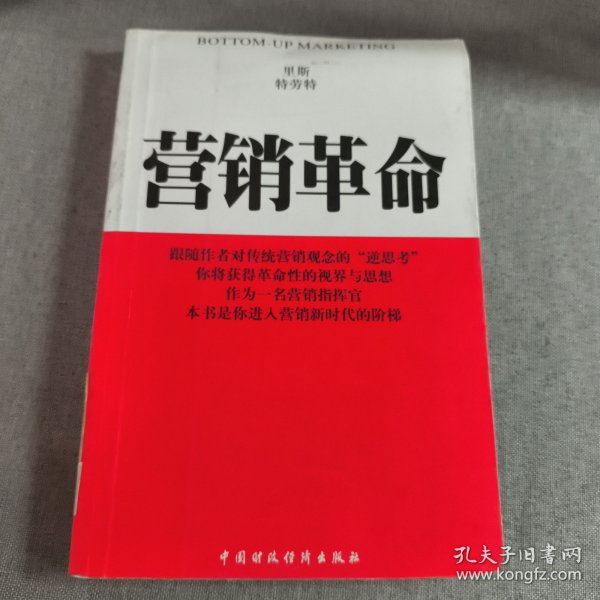 BOTTOM-UP MARKETING
里斯
特劳特
营销革命
跟随作者对传统营销观念的“逆思考”
你将获得革命性的视界与思想
作为一名营销指挥官
本书是你进入营销新时代的阶梯
中国财政经济出版社
孔夫子旧书网
www.kongfz.com